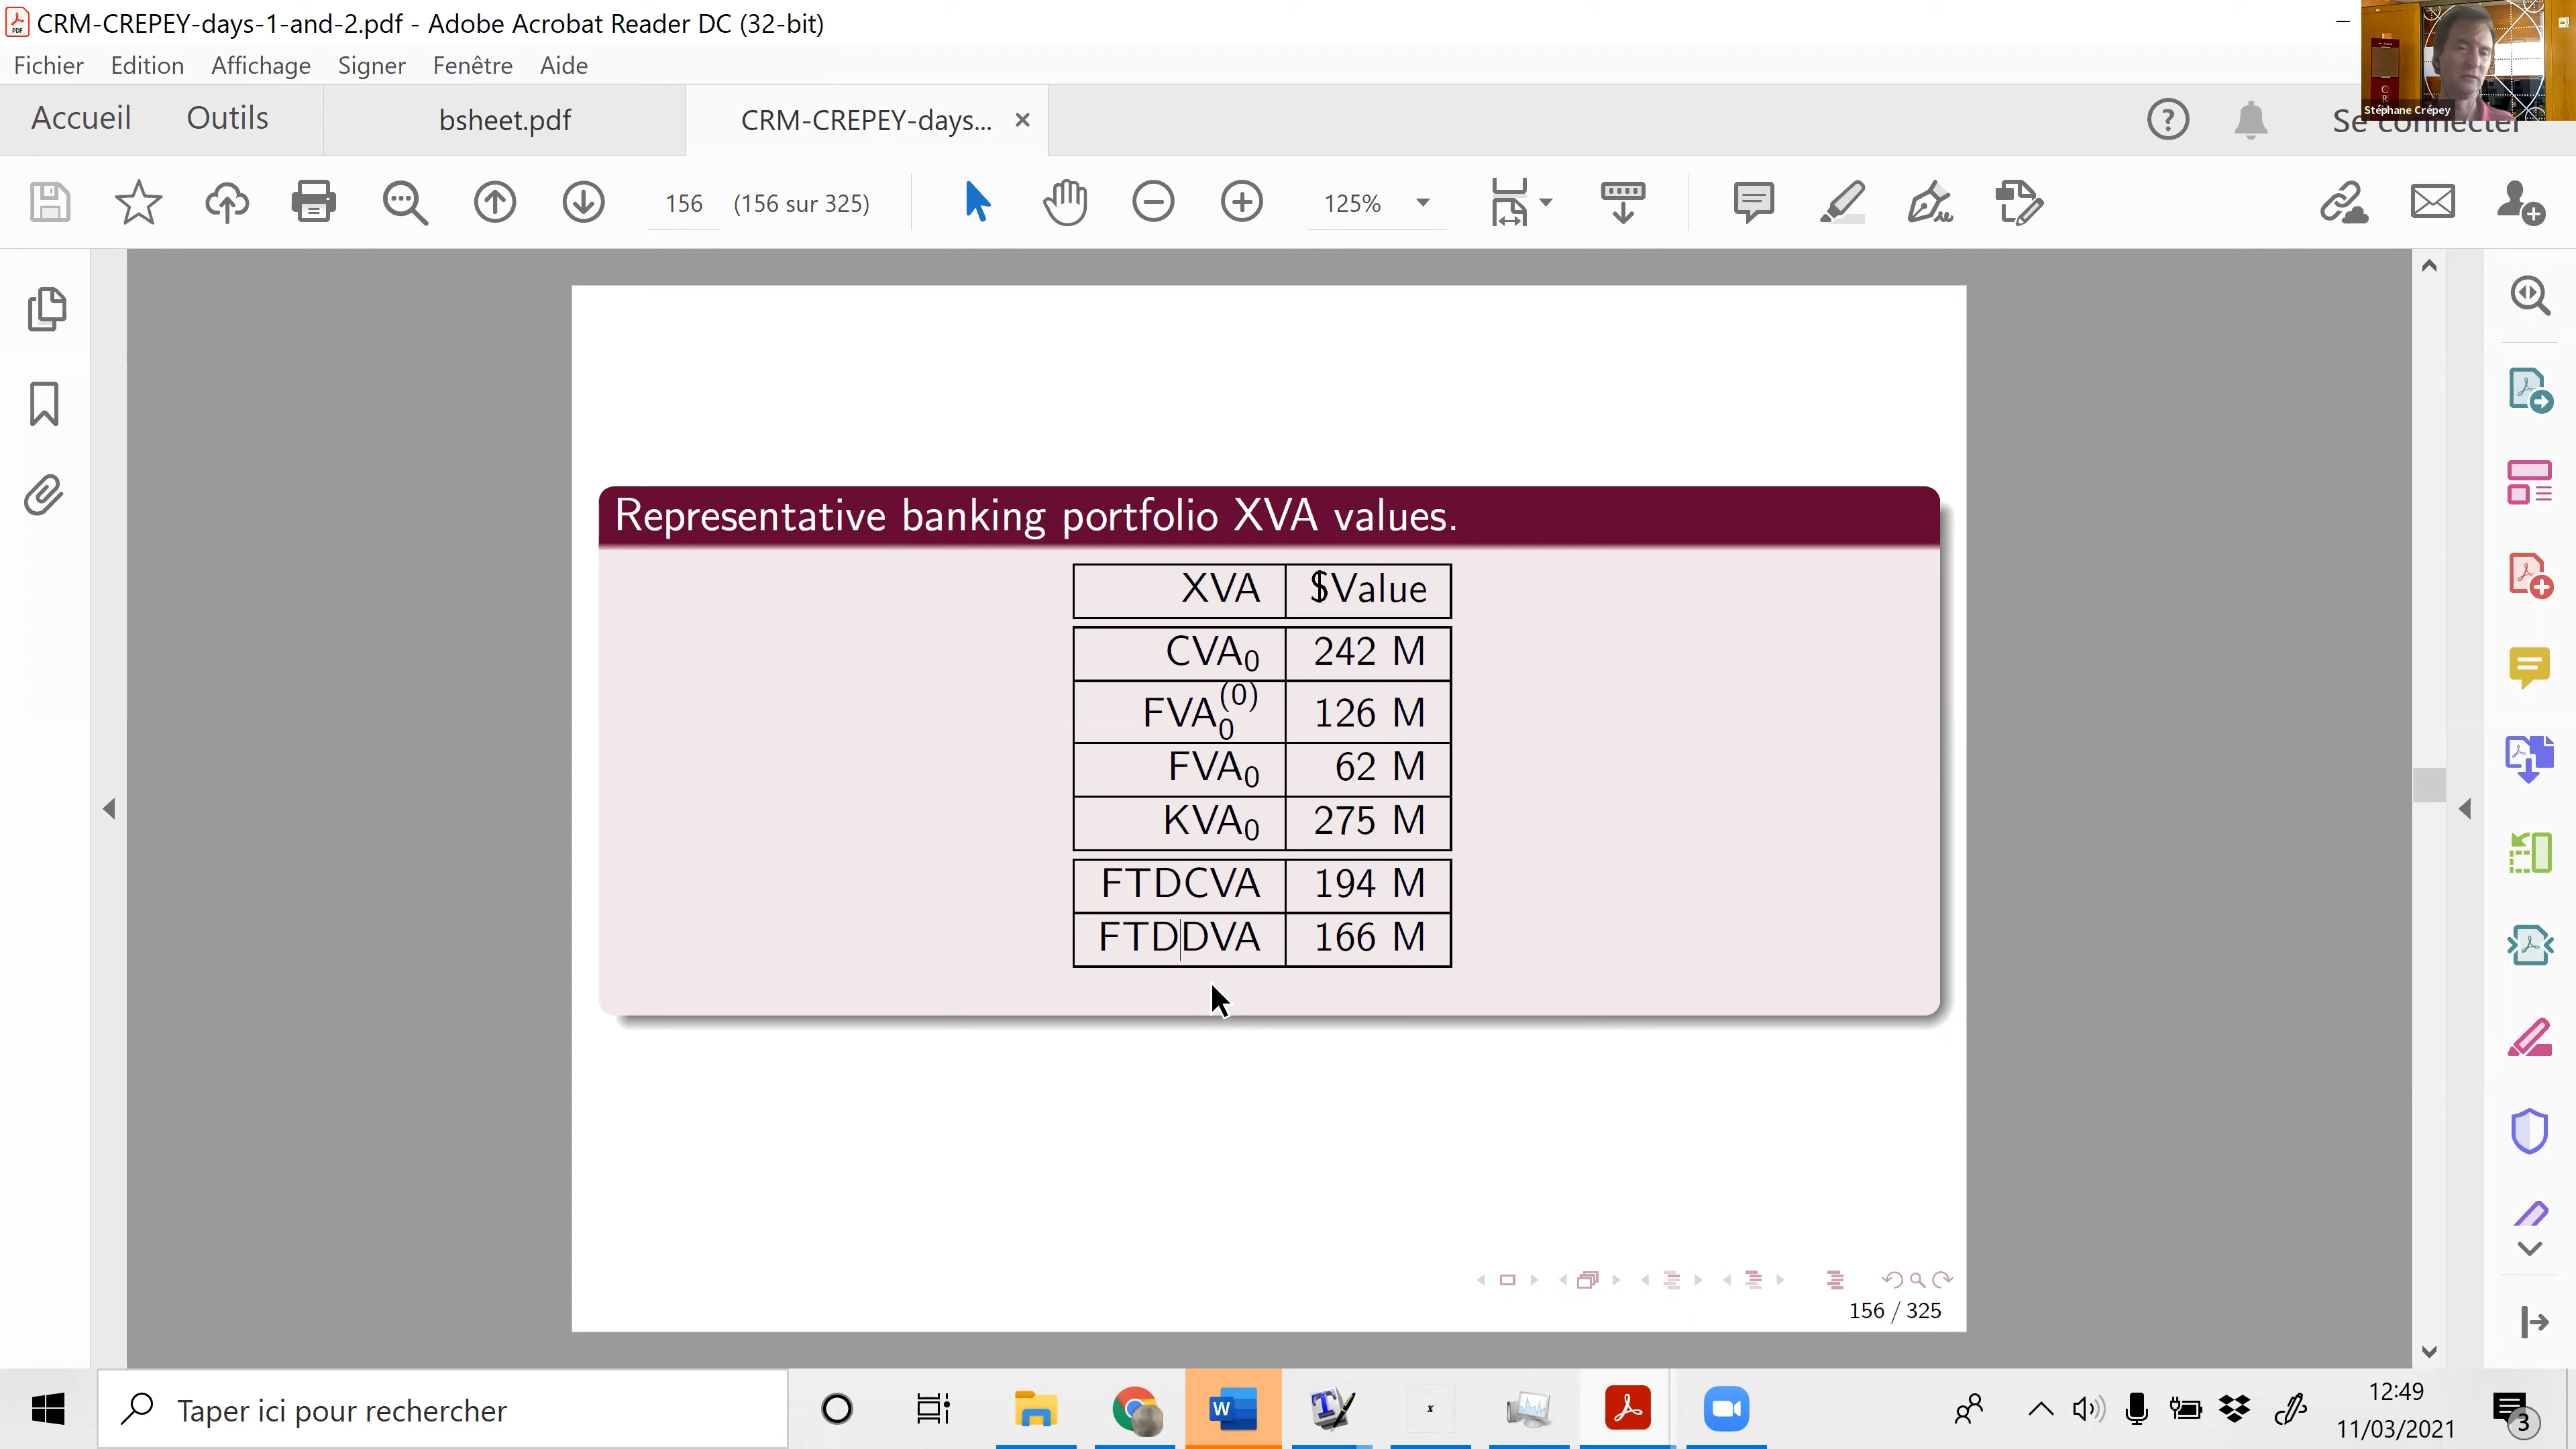 CRM-CREPEY-days-1-and-2.pdf - Adobe Acrobat Reader DC (32-bit)
Fichier Edition Affichage Signer Fenêtre Aide
Stéphane Crépey
Accueil Outils bsheet.pdf CRM-CREPEY-days... × Se connecter
156 (156 sur 325) 125%
Representative banking portfolio XVA values.
XVA $Value
CVA₀ 242 M
FVA₀⁽⁰⁾ 126 M
FVA₀ 62 M
KVA₀ 275 M
FTDCVA 194 M
FTDDVA 166 M
156 / 325
Taper ici pour rechercher
12:49
11/03/2021
3